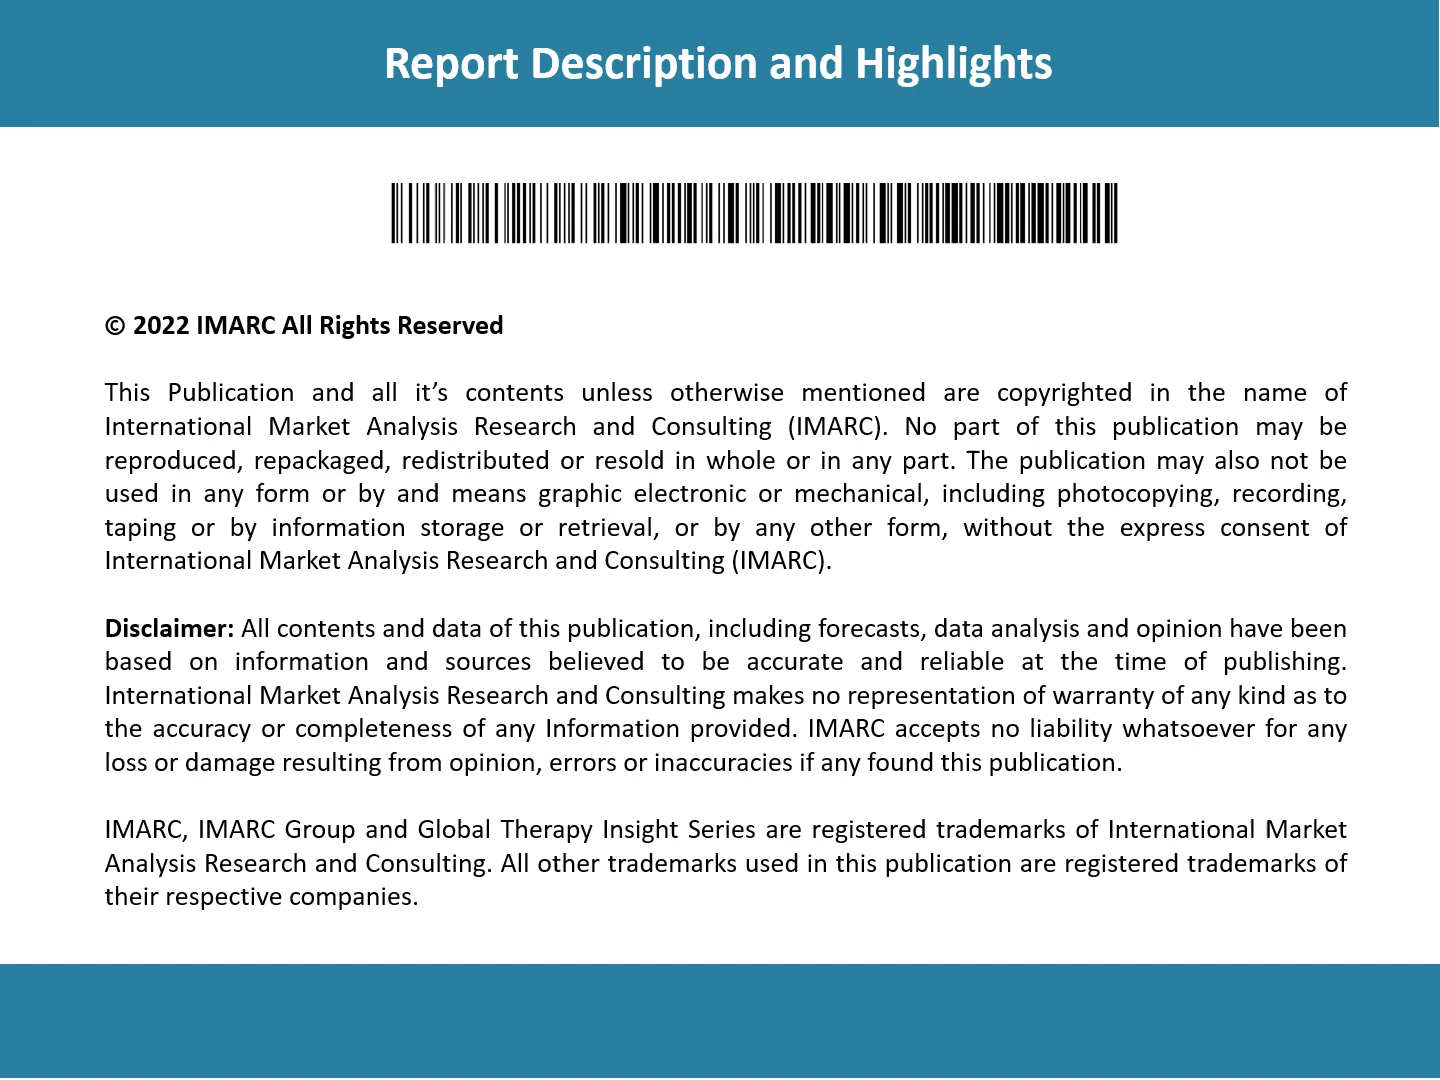 Report Description and Highlights
© 2022 IMARC All Rights Reserved
This Publication and all it’s contents unless otherwise mentioned are copyrighted in the name of
International Market Analysis Research and Consulting (IMARC). No part of this publication may be
reproduced, repackaged, redistributed or resold in whole or in any part. The publication may also not be
used in any form or by and means graphic electronic or mechanical, including photocopying, recording,
taping or by information storage or retrieval, or by any other form, without the express consent of
International Market Analysis Research and Consulting (IMARC).
Disclaimer: All contents and data of this publication, including forecasts, data analysis and opinion have been
based on information and sources believed to be accurate and reliable at the time of publishing.
International Market Analysis Research and Consulting makes no representation of warranty of any kind as to
the accuracy or completeness of any Information provided. IMARC accepts no liability whatsoever for any
loss or damage resulting from opinion, errors or inaccuracies if any found this publication.
IMARC, IMARC Group and Global Therapy Insight Series are registered trademarks of International Market
Analysis Research and Consulting. All other trademarks used in this publication are registered trademarks of
their respective companies.